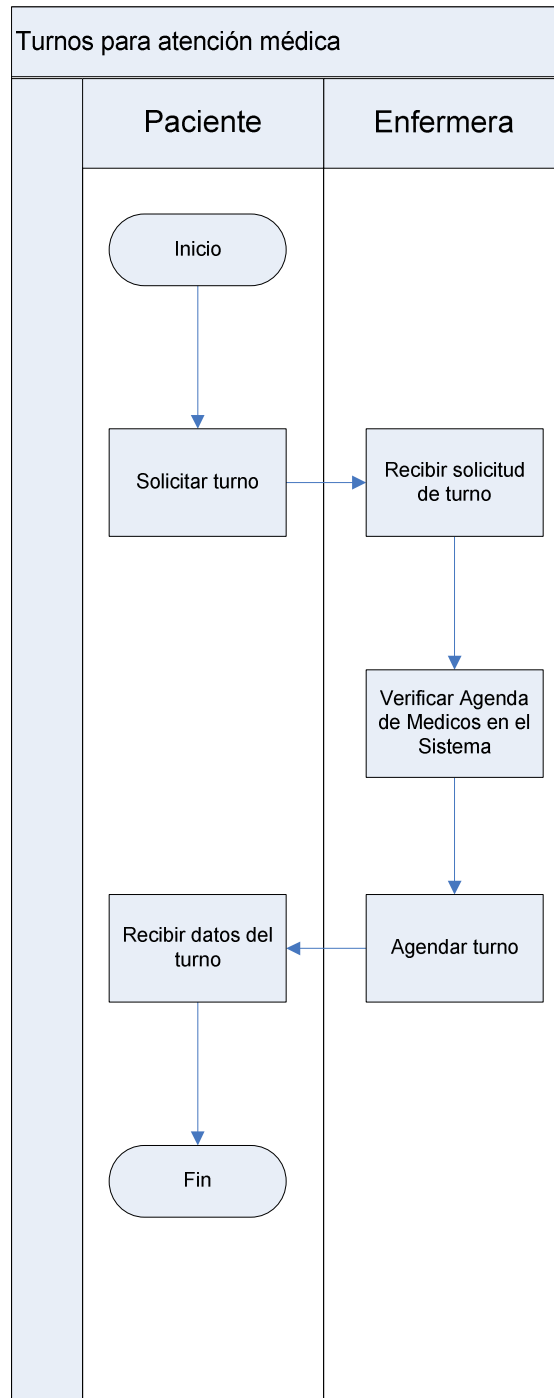 Turnos para atención médica
Paciente
Enfermera
Inicio
Solicitar turno
Recibir solicitud
de turno
Verificar Agenda
de Medicos en el
Sistema
Recibir datos del
turno
Agendar turno
Fin